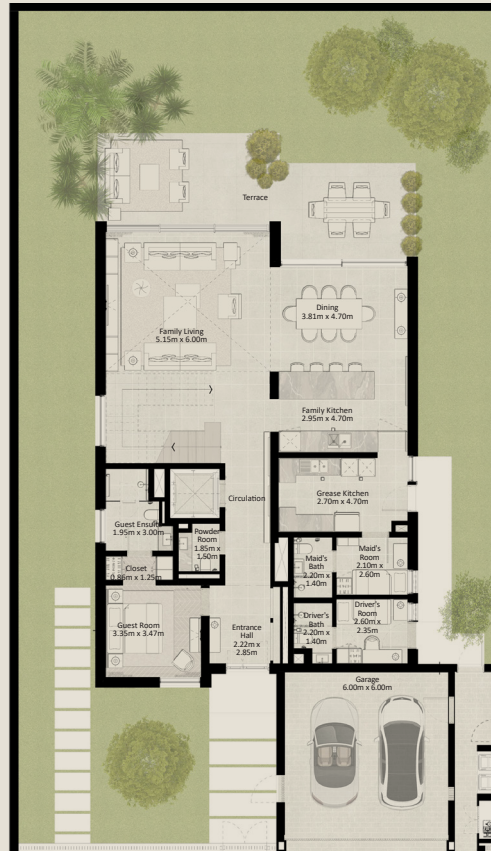 Terrace
Dining
3.81m x 4.70m
Family Living
5.15m x 6.00m
Family Kitchen
2.95m x 4.70m
Grease Kitchen
2.70m x 4.70m
Circulation
Guest Ensuite
1.95m x 3.00m
Powder
Room
1.85m x
1.50m
Maid's
Bath
2.20m x
1.40m
Maid's
Room
2.10m x
2.60m
Closet
0.86m x 1.25m
Guest Room
3.35m x 3.47m
Entrance
Hall
2.22m x
2.85m
Driver's
Bath
2.20m x
1.40m
Driver's
Room
2.60m x
2.35m
Garage
6.00m x 6.00m